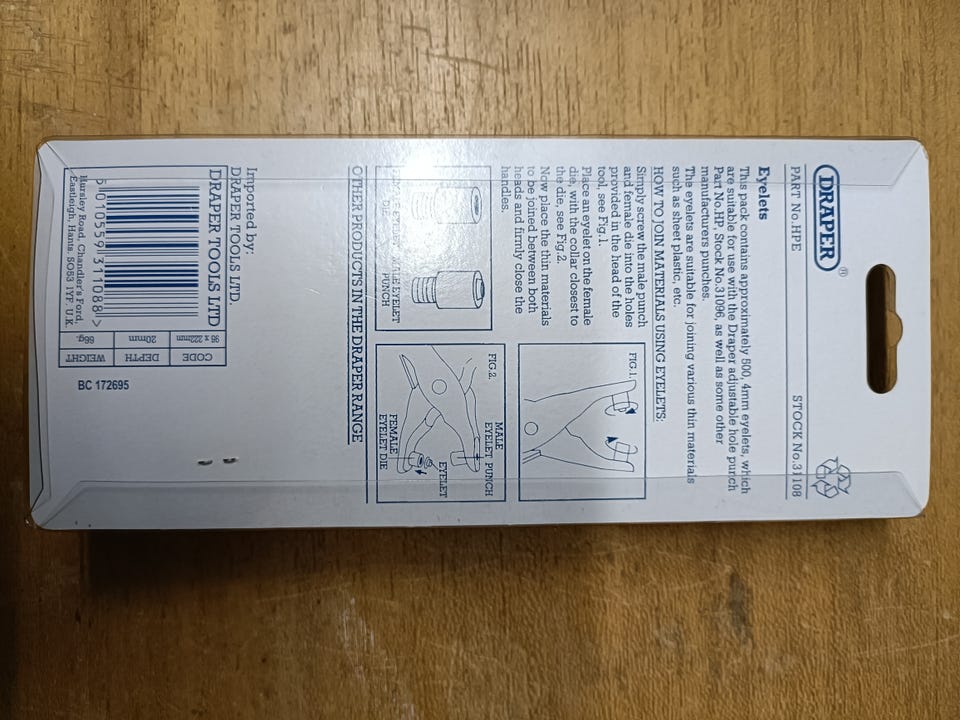 DRAPER®
PART No.HPE STOCK No.31108
Eyelets
This pack contains approximately 500, 4mm eyelets, which
are suitable for use with the Draper adjustable hole punch
Part No.HP, Stock No.31096, as well as some other
manufacturers punches.
The eyelets are suitable for joining various thin materials
such as sheet plastic, etc.
HOW TO JOIN MATERIALS USING EYELETS:
Simply screw the male punch
and female die into the holes
provided in the head of the
tool, see Fig.1.
Place an eyelet on the female
die, with the collar closest to
the die, see Fig.2.
Now place the thin materials
to be joined between both
heads and firmly close the
handles.
FIG.1.
FIG.2.
MALE
EYELET PUNCH
EYELET
FEMALE
EYELET DIE
EYELET
DIE
MALE EYELET
PUNCH
OTHER PRODUCTS IN THE DRAPER RANGE
Imported by:
DRAPER TOOLS LTD.
DRAPER TOOLS LTD
5 010559 311088 >
Hursley Road, Chandler's Ford,
Eastleigh, Hants. SO53 1YF. U.K.
CODE
DEPTH 20mm
WEIGHT 66g
BC 172695